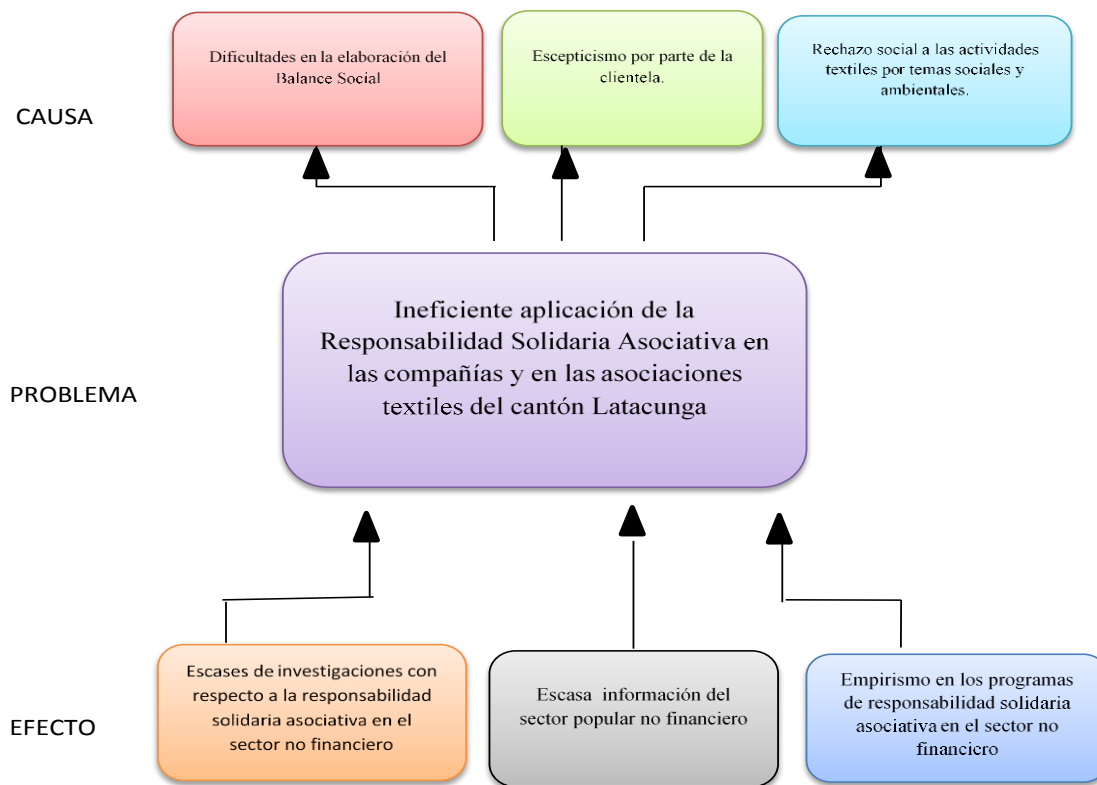 Dificultades en la elaboración del
Balance Social
Escepticismo por parte de la
clientela.
Rechazo social a las actividades
textiles por temas sociales y
ambientales.
CAUSA
Ineficiente aplicación de la
Responsabilidad Solidaria Asociativa en
las compañías y en las asociaciones
textiles del cantón Latacunga
PROBLEMA
Escases de investigaciones con
respecto a la responsabilidad
solidaria asociativa en el
sector no financiero
Escasa información del
sector popular no financiero
Empirismo en los programas
de responsabilidad solidaria
asociativa en el sector no
financiero
EFECTO